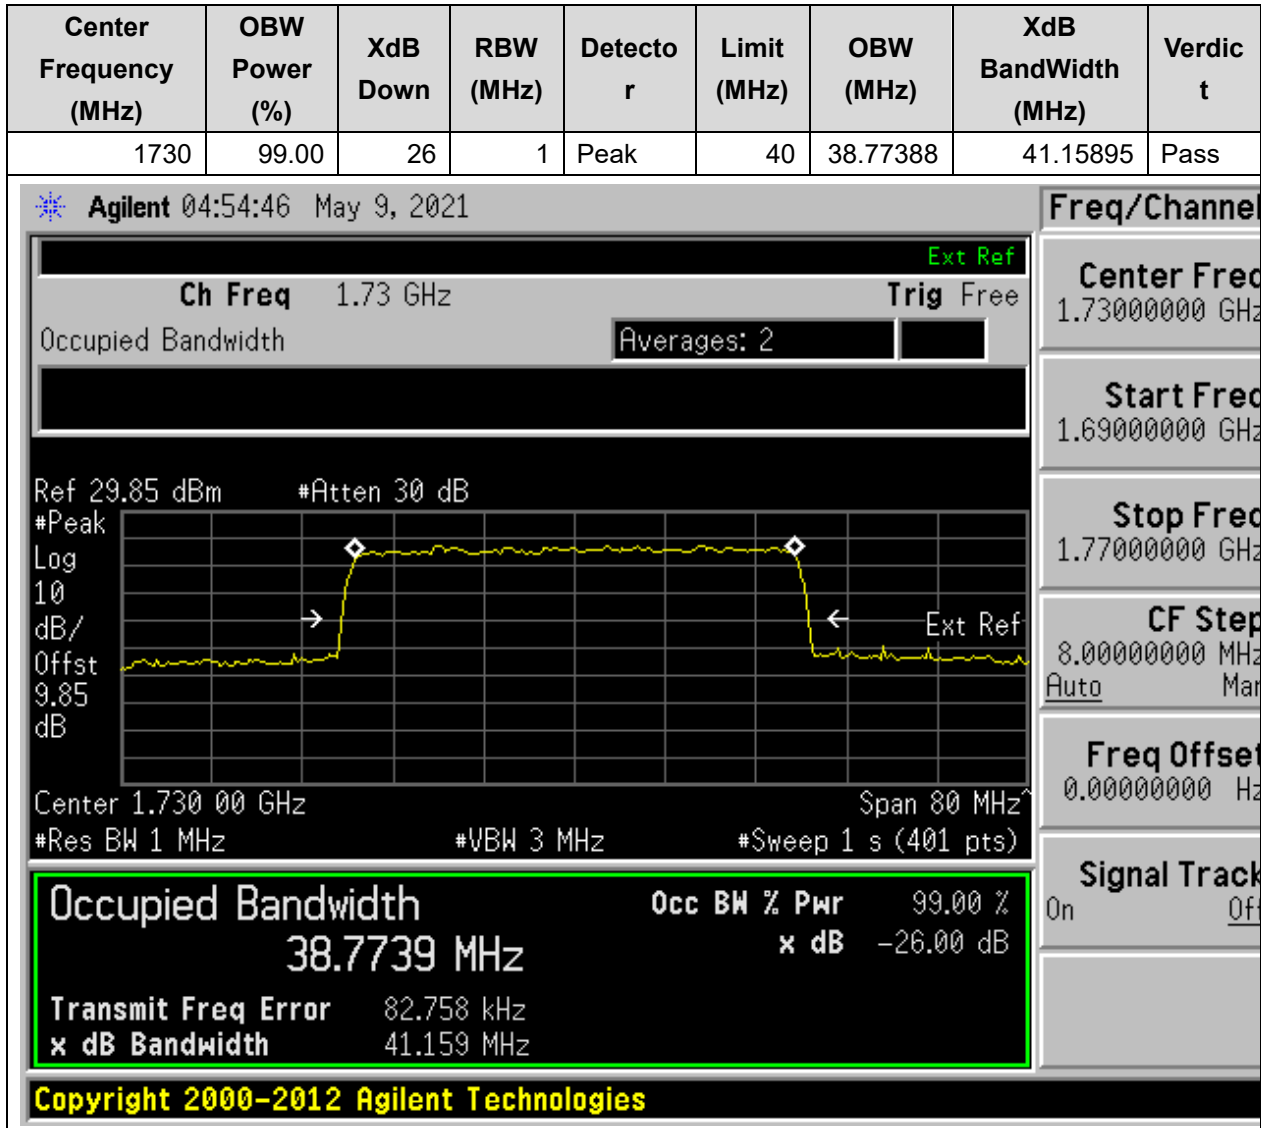 Center Frequency (MHz) OBW Power (%) XdB Down RBW (MHz) Detector Limit (MHz) OBW (MHz) XdB BandWidth (MHz) Verdict
1730 99.00 26 1 Peak 40 38.77388 41.15895 Pass
Agilent 04:54:46 May 9, 2021
Freq/Channel
Ext Ref
Ch Freq 1.73 GHz Trig Free
Occupied Bandwidth Averages: 2
Center Freq
1.73000000 GHz
Start Freq
1.69000000 GHz
Stop Freq
1.77000000 GHz
CF Step
8.00000000 MHz
Auto Man
Freq Offset
0.00000000 Hz
Signal Track
On Off
Ref 29.85 dBm #Atten 30 dB
#Peak
Log
10
dB/
Offst
9.85
dB
Ext Ref
Center 1.730 00 GHz Span 80 MHz^
#Res BW 1 MHz #VBW 3 MHz #Sweep 1 s (401 pts)
Occupied Bandwidth Occ BW % Pwr 99.00 %
38.7739 MHz x dB -26.00 dB
Transmit Freq Error 82.758 kHz
x dB Bandwidth 41.159 MHz
Copyright 2000-2012 Agilent Technologies